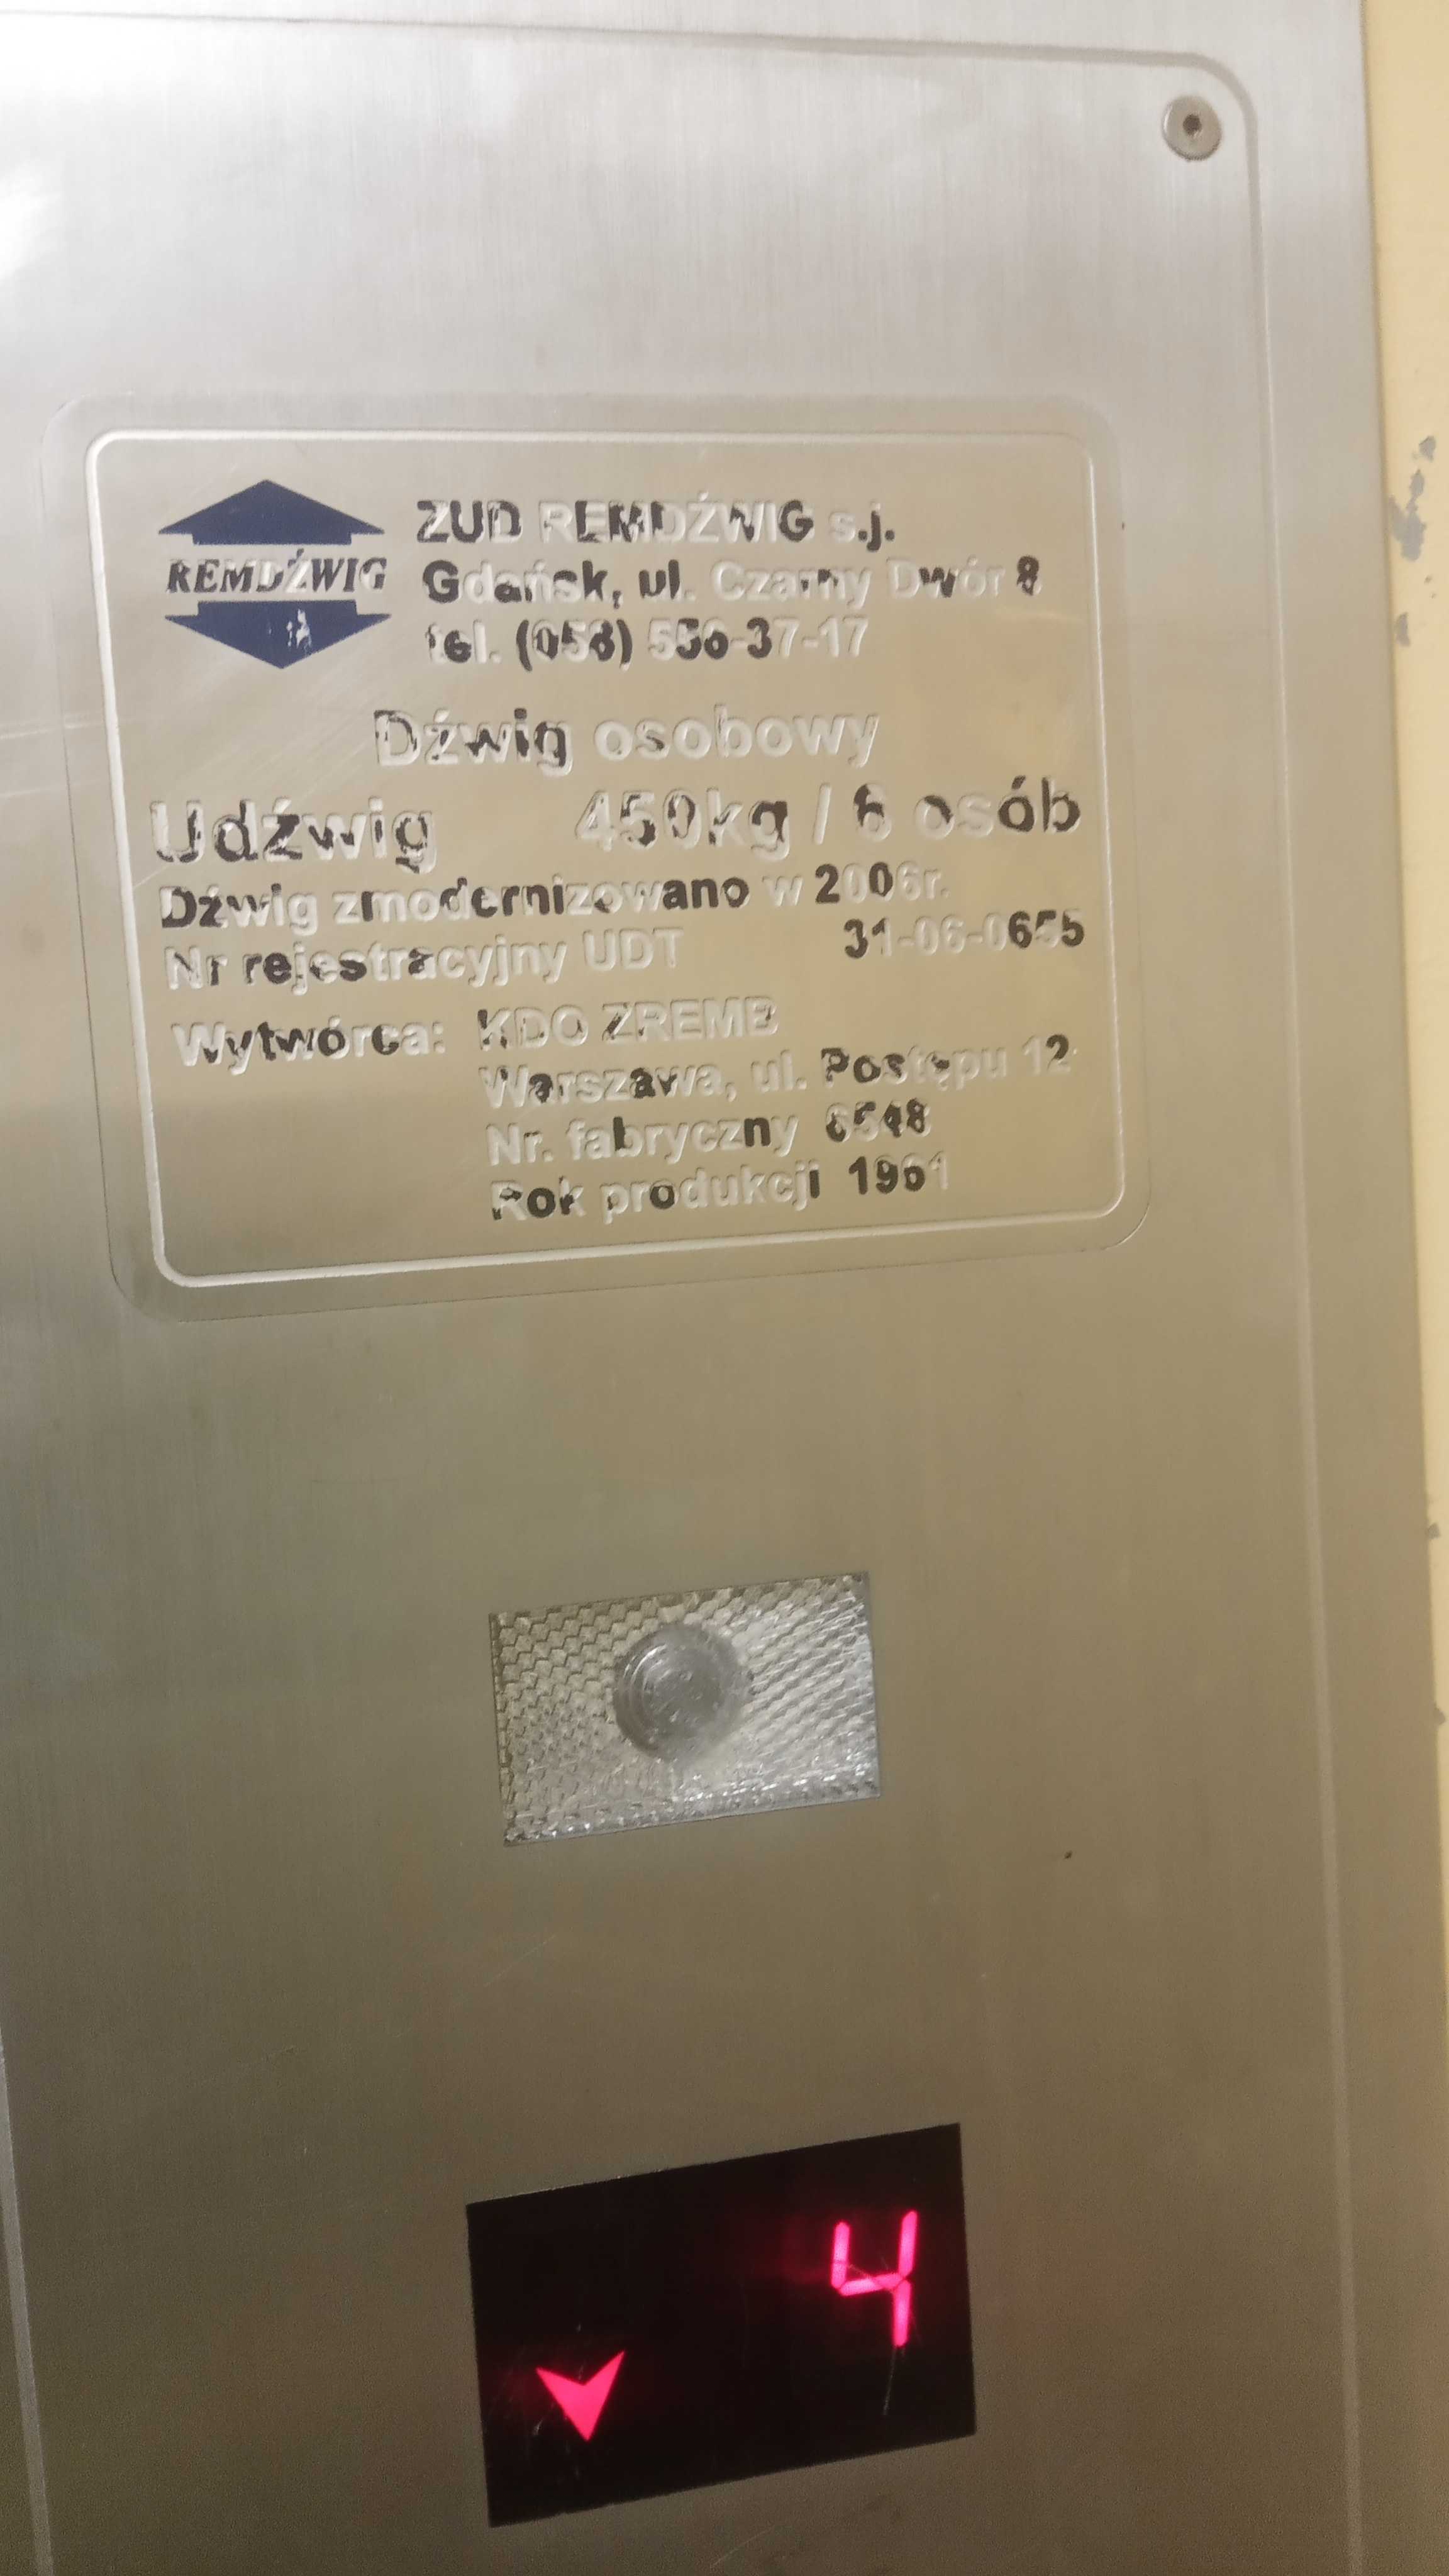 REMDŹWIG
ZUD REMDŹWIG s.j.
Gdańsk, ul. Czarny Dwór 8
tel. (058) 556-37-17
Dźwig osobowy
Udźwig 450kg / 6 osób
Dźwig zmodernizowano w 2006r.
Nr rejestracyjny UDT 31-06-0655
Wytwórca: KDO ZREMB
Warszawa, ul. Postępu 12
Nr. fabryczny
Rok produkcji 1961
4